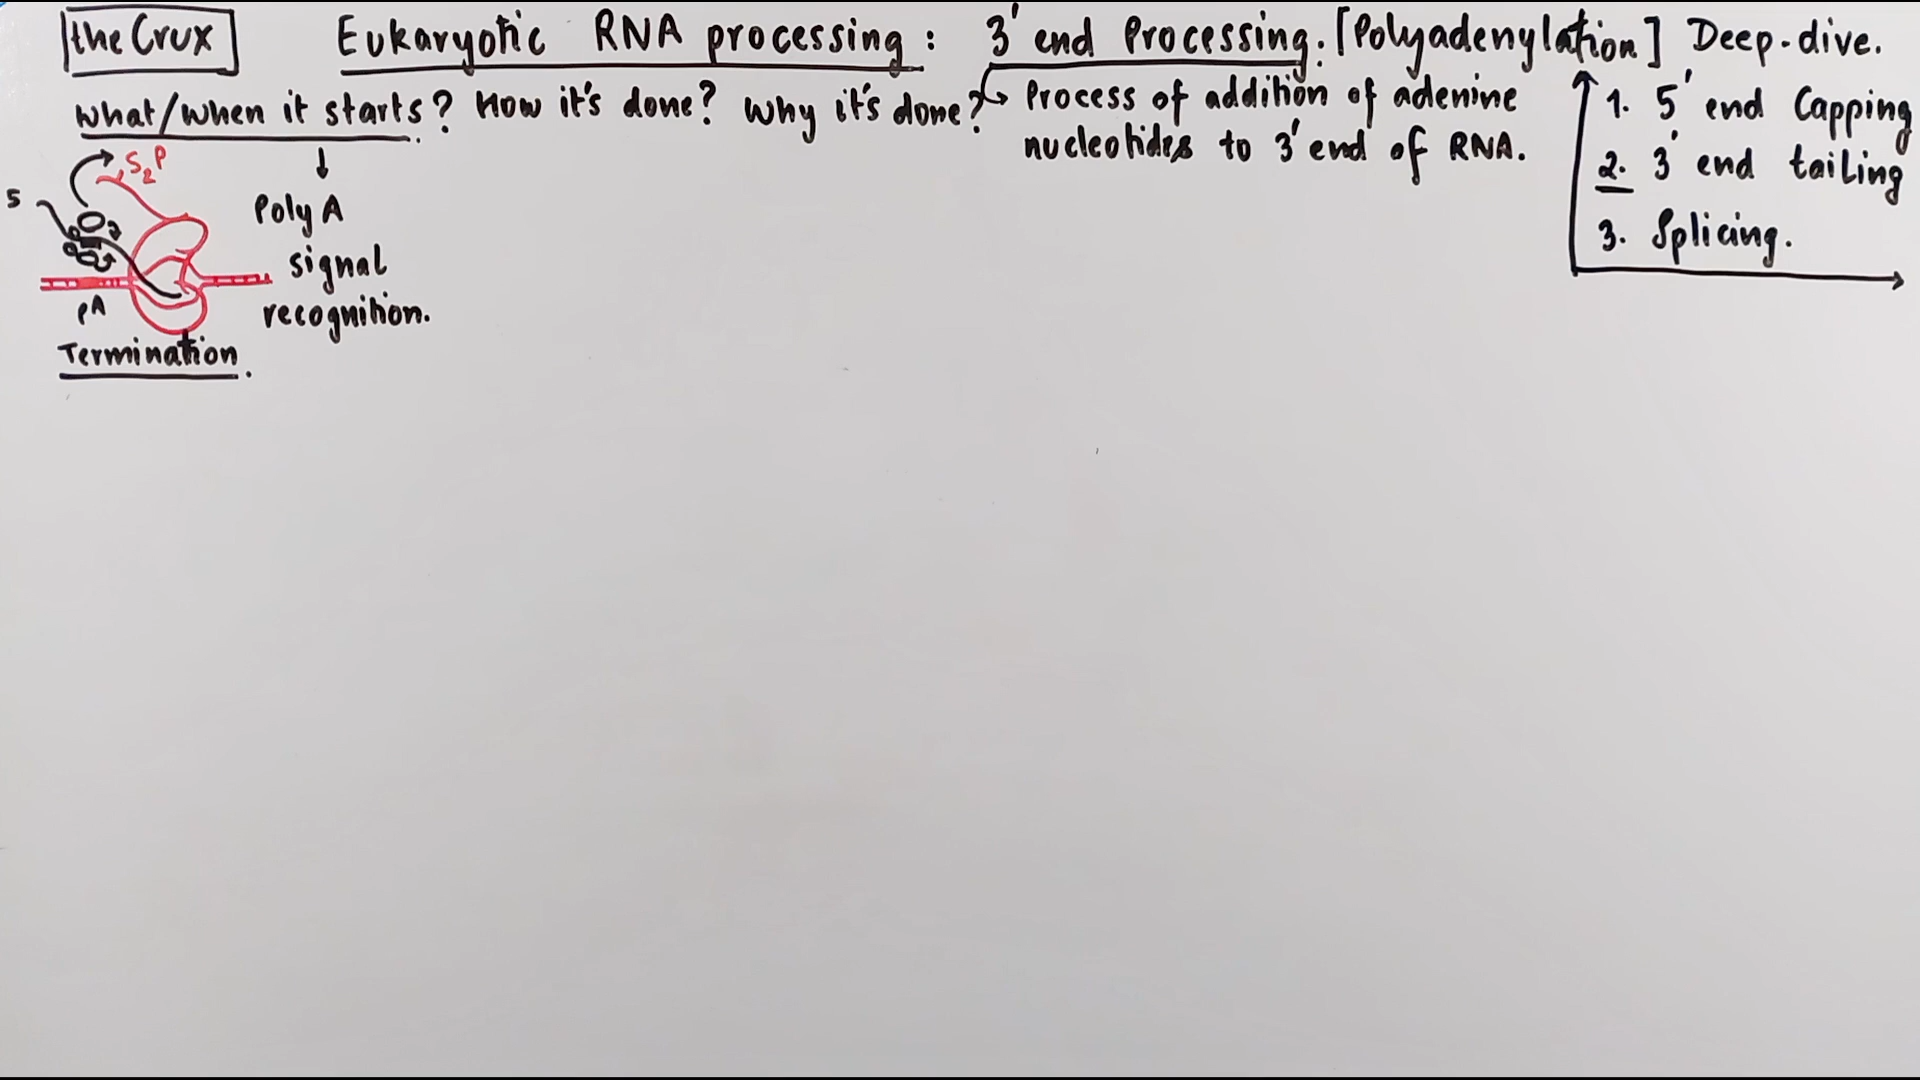 the Crux
Eukaryotic RNA processing : 3' end Processing. [Polyadenylation] Deep-dive.
what/when it starts? How it's done? Why it's done?
Process of addition of adenine
nucleotides to 3' end of RNA.
1. 5' end Capping
2. 3' end tailing
3. Splicing.
S2P
5
PolyA
signal
recognition.
PA
Termination.